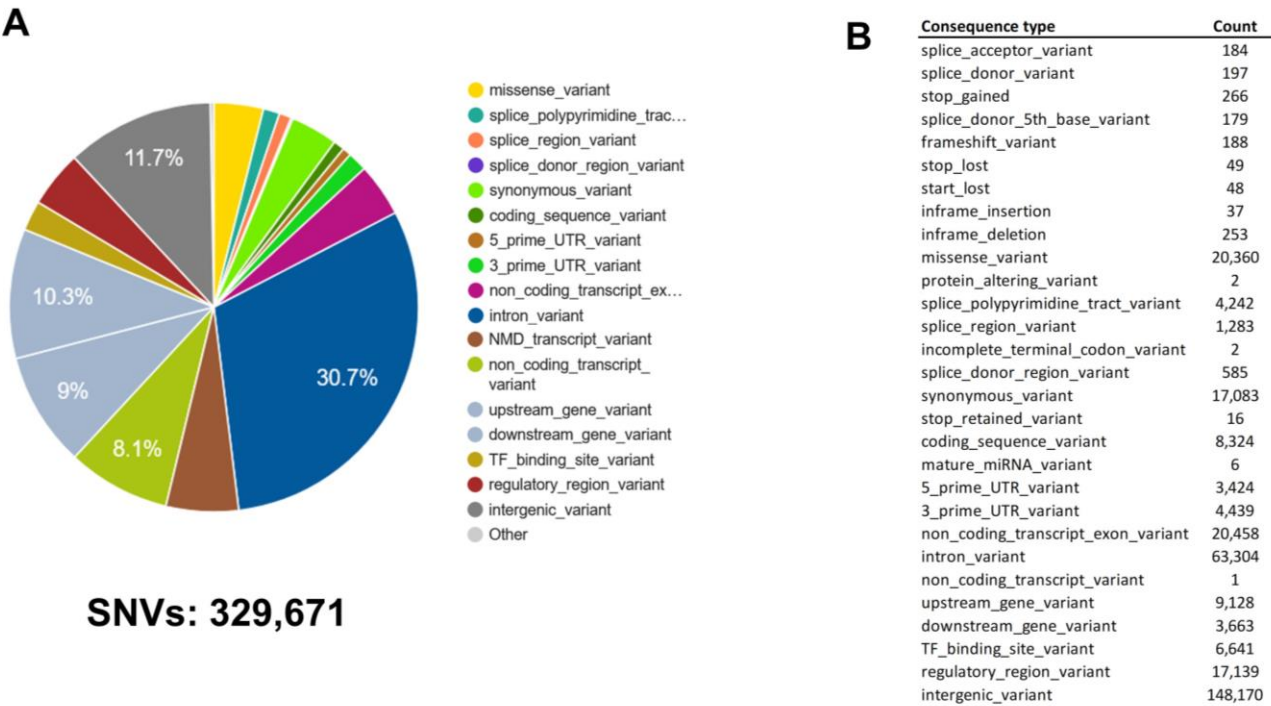 A
11.7%
10.3%
9%
8.1%
30.7%
missense_variant
splice_polypyrimidine_trac...
splice_region_variant
splice_donor_region_variant
synonymous_variant
coding_sequence_variant
5_prime_UTR_variant
3_prime_UTR_variant
non_coding_transcript_ex...
intron_variant
NMD_transcript_variant
non_coding_transcript_
variant
upstream_gene_variant
downstream_gene_variant
TF_binding_site_variant
regulatory_region_variant
intergenic_variant
Other
SNVs: 329,671
B
Consequence type Count
splice_acceptor_variant 184
splice_donor_variant 197
stop_gained 266
splice_donor_5th_base_variant 179
frameshift_variant 188
stop_lost 49
start_lost 48
inframe_insertion 37
inframe_deletion 253
missense_variant 20,360
protein_altering_variant 2
splice_polypyrimidine_tract_variant 4,242
splice_region_variant 1,283
incomplete_terminal_codon_variant 2
splice_donor_region_variant 585
synonymous_variant 17,083
stop_retained_variant 16
coding_sequence_variant 8,324
mature_miRNA_variant 6
5_prime_UTR_variant 3,424
3_prime_UTR_variant 4,439
non_coding_transcript_exon_variant 20,458
intron_variant 63,304
non_coding_transcript_variant 1
upstream_gene_variant 9,128
downstream_gene_variant 3,663
TF_binding_site_variant 6,641
regulatory_region_variant 17,139
intergenic_variant 148,170